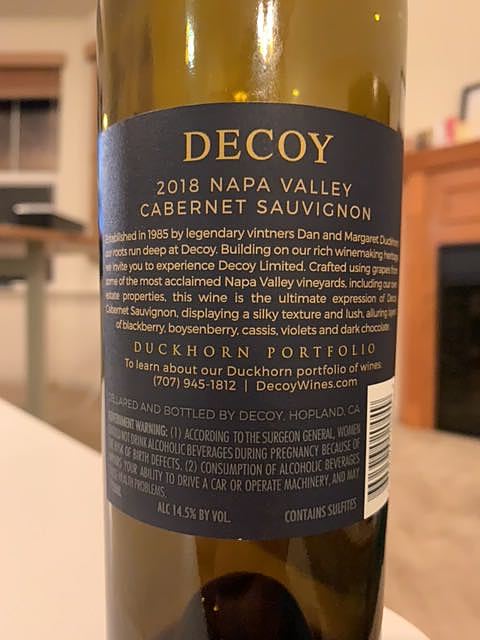 DECOY
2018 NAPA VALLEY
CABERNET SAUVIGNON
Established in 1985 by legendary vintners Dan and Margaret Duckhorn
our roots run deep at Decoy. Building on our rich winemaking heritage
we invite you to experience Decoy Limited. Crafted using grapes from
some of the most acclaimed Napa Valley vineyards, including our own
estate properties, this wine is the ultimate expression of Decoy
Cabernet Sauvignon, displaying a silky texture and lush, alluring layers
of blackberry, boysenberry, cassis, violets and dark chocolate.
DUCKHORN PORTFOLIO
To learn about our Duckhorn portfolio of wines:
(707) 945-1812 | DecoyWines.com
CELLARED AND BOTTLED BY DECOY, HOPLAND, CA
GOVERNMENT WARNING: (1) ACCORDING TO THE SURGEON GENERAL, WOMEN
SHOULD NOT DRINK ALCOHOLIC BEVERAGES DURING PREGNANCY BECAUSE OF
THE RISK OF BIRTH DEFECTS. (2) CONSUMPTION OF ALCOHOLIC BEVERAGES
IMPAIRS YOUR ABILITY TO DRIVE A CAR OR OPERATE MACHINERY, AND MAY
CAUSE HEALTH PROBLEMS.
ALC 14.5% BY VOL.
CONTAINS SULFITES